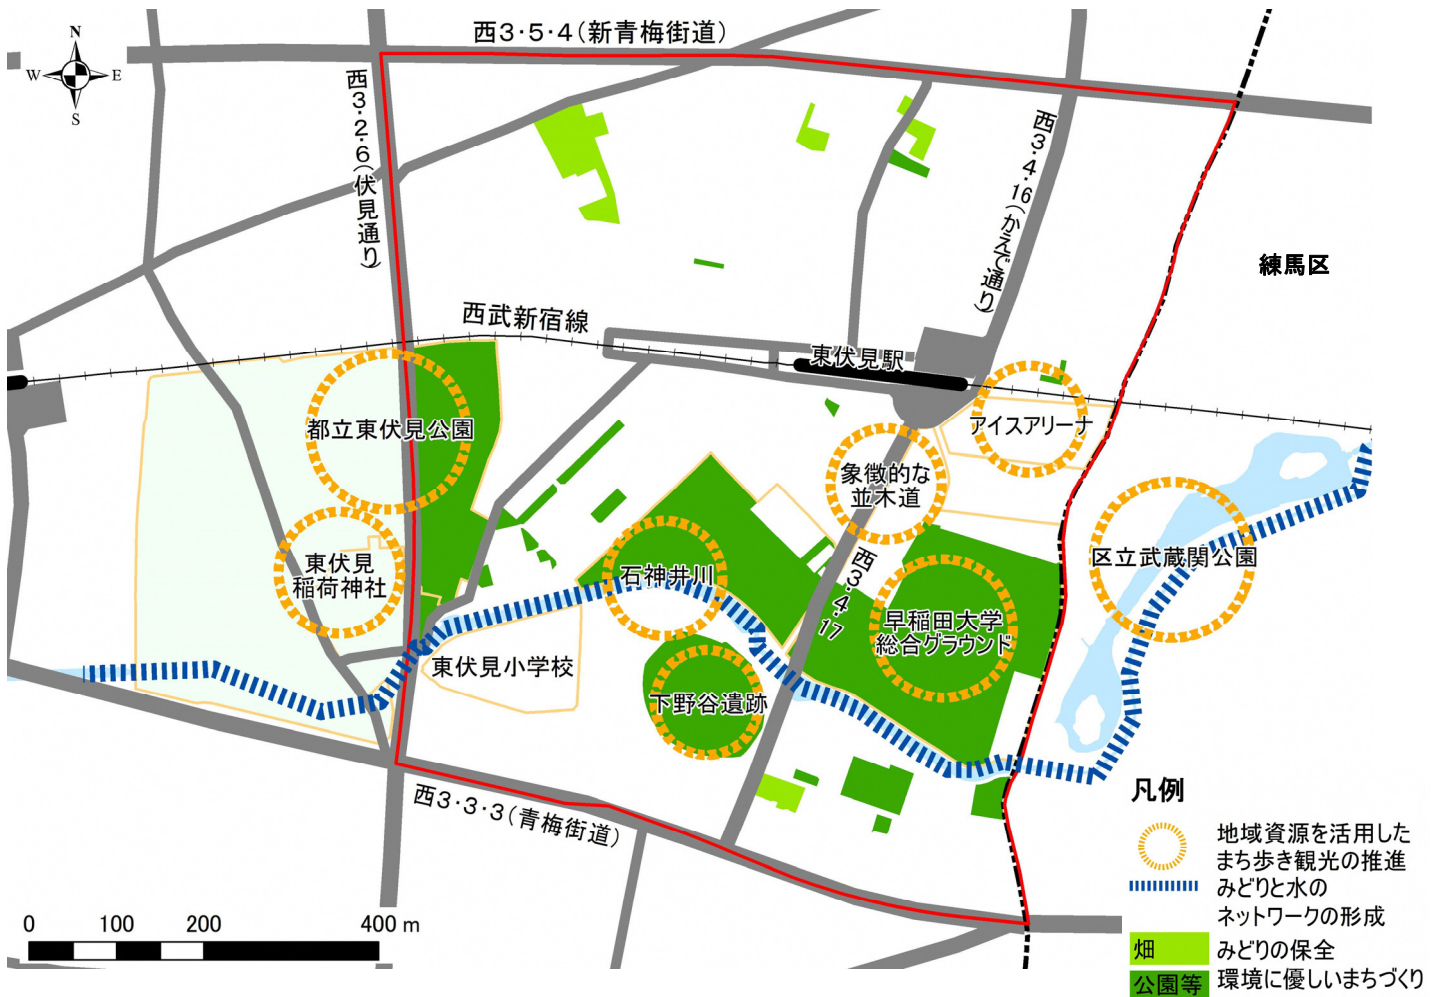 西3・5・4(新青梅街道)
N
W
E
S
西3・2・6(伏見通り)
西3・4・16(かえで通り)
練馬区
西武新宿線
東伏見駅
都立東伏見公園
アイスアリーナ
象徴的な
並木道
東伏見
稲荷神社
石神井川
区立武蔵関公園
西3・4・17
早稲田大学
総合グラウンド
東伏見小学校
下野谷遺跡
西3・3・3(青梅街道)
凡例
地域資源を活用した
まち歩き観光の推進
みどりと水の
ネットワークの形成
畑 みどりの保全
公園等 環境に優しいまちづくり
0 100 200 400 m